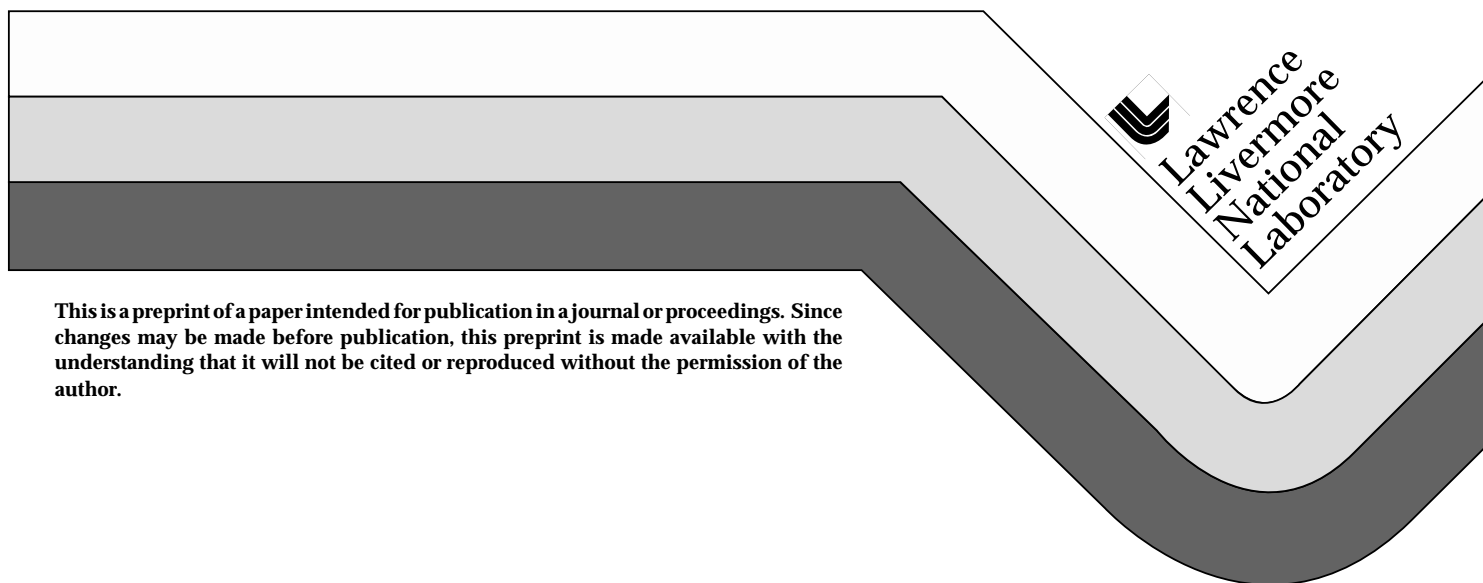 Lawrence
Livermore
National
Laboratory
This is a preprint of a paper intended for publication in a journal or proceedings. Since
changes may be made before publication, this preprint is made available with the
understanding that it will not be cited or reproduced without the permission of the
author.